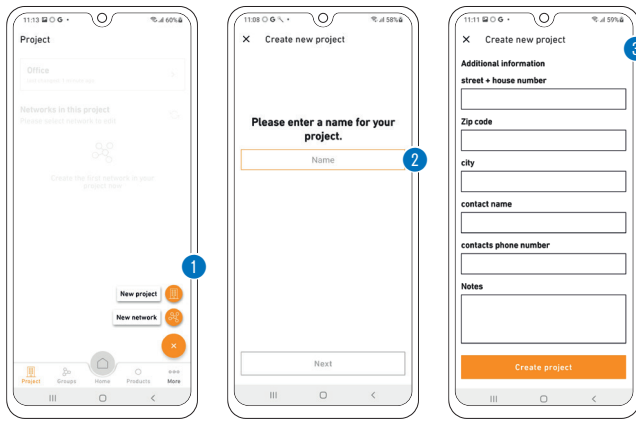 11:13 G •
60%
Project
Office
Networks in this project
Please select network to edit
Create the first network in your
project now
1
New project
New network
×
Project
Groups
Home
Products
More
11:08 G •
58%
× Create new project
Please enter a name for your
project.
Name
2
Next
11:11 G •
59%
× Create new project
3
Additional information
street + house number
Zip code
city
contact name
contacts phone number
Notes
Create project